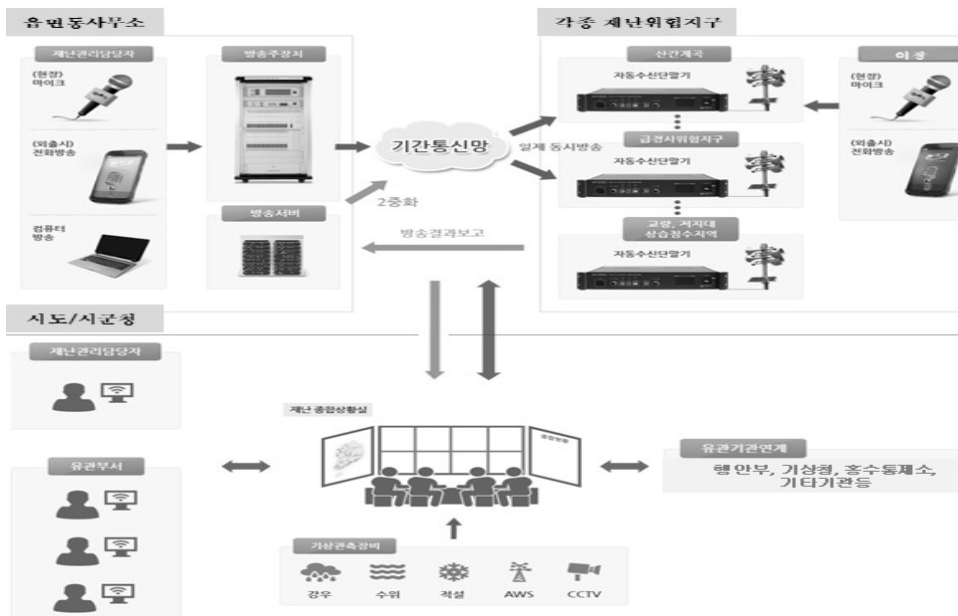 읍면동사무소
재난관리담당자
(현장)
마이크
(외출시)
전화방송
컴퓨터
방송
방송주장치
방송서버
기간통신망
2중화
일제 동시방송
방송결과보고
각종 재난위험지구
산간계곡
자동수신단말기
급경사위험지구
자동수신단말기
교량, 저지대
상습침수지역
자동수신단말기
이장
(현장)
마이크
(외출시)
전화방송
시도/시군청
재난관리담당자
유관부서
재난 종합상황실
종합현황
유관기관연계
행안부, 기상청, 홍수통제소,
기타기관등
기상관측장비
강우
수위
적설
AWS
CCTV